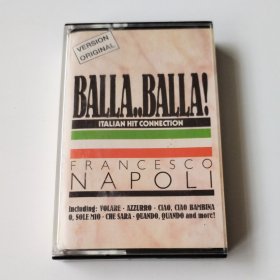 VERSION
ORIGINAL
BALLA..BALLA!
ITALIAN HIT CONNECTION
FRANCESCO
NAPOLI
including: VOLARE · AZZURRO · CIAO, CIAO BAMBINA
O, SOLE MIO · CHE SARA · QUANDO, QUANDO and more!